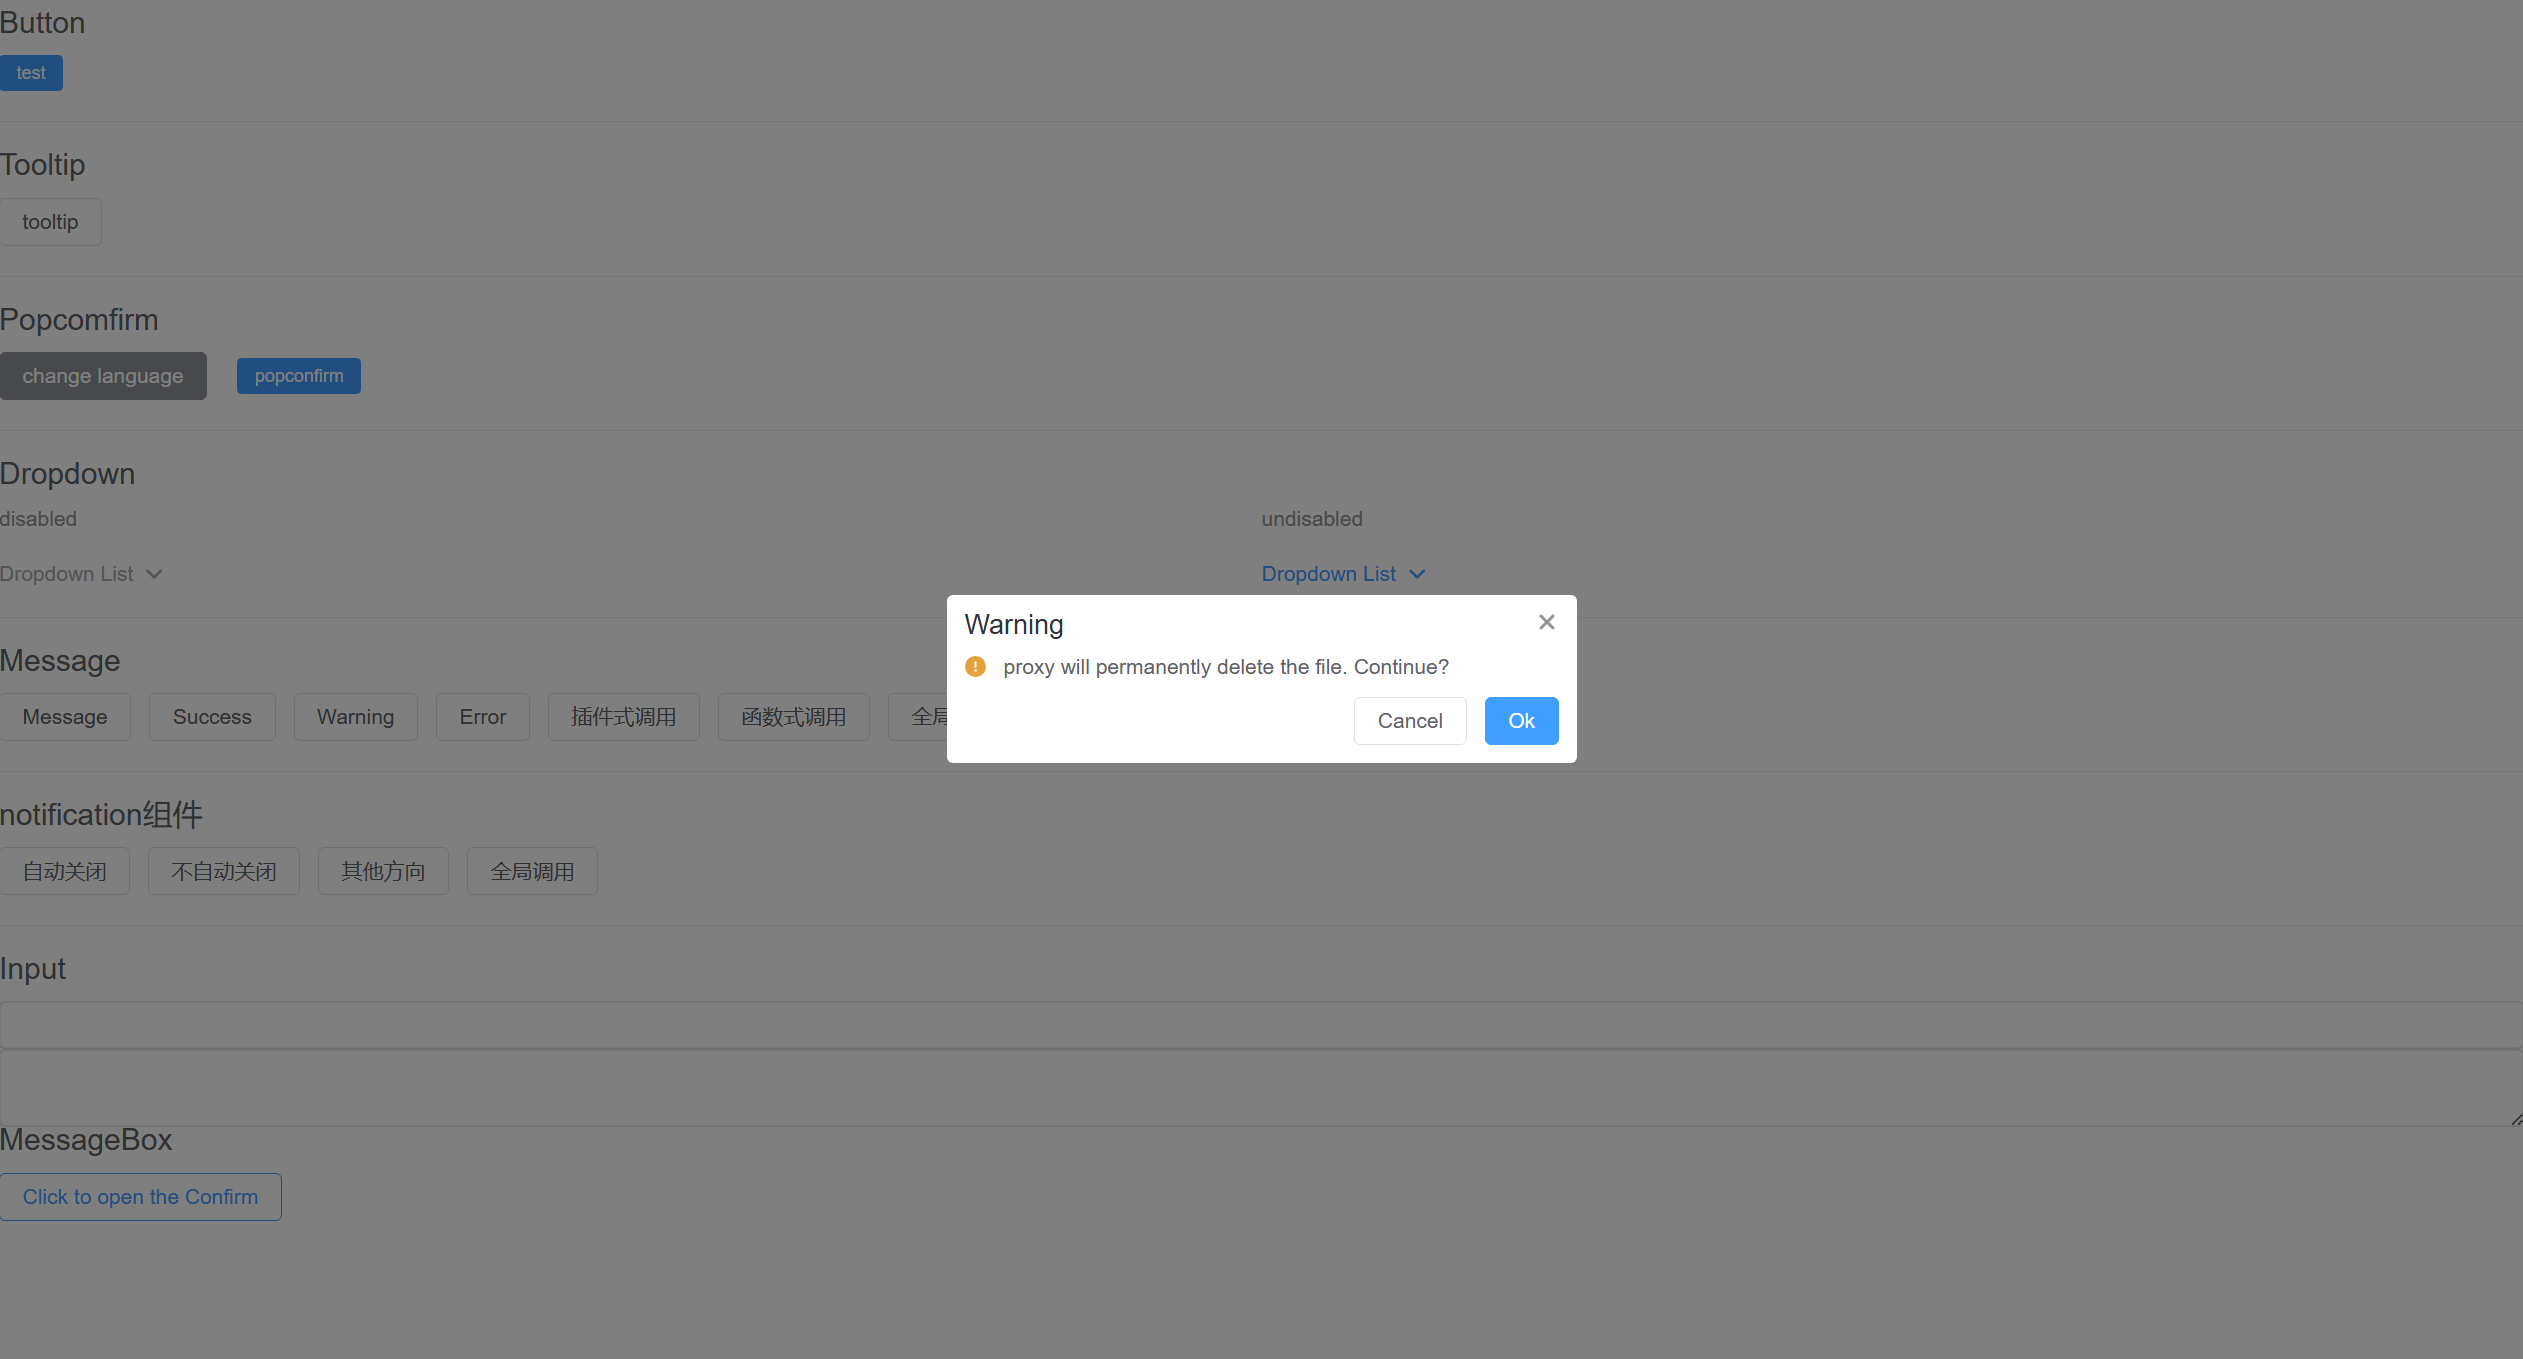 Button
test
Tooltip
tooltip
Popcomfirm
change language popconfirm
Dropdown
disabled undisabled
Dropdown List Dropdown List
Message
Message Success Warning Error 插件式调用 函数式调用 全局
Warning
proxy will permanently delete the file. Continue?
Cancel Ok
notification组件
自动关闭 不自动关闭 其他方向 全局调用
Input
MessageBox
Click to open the Confirm